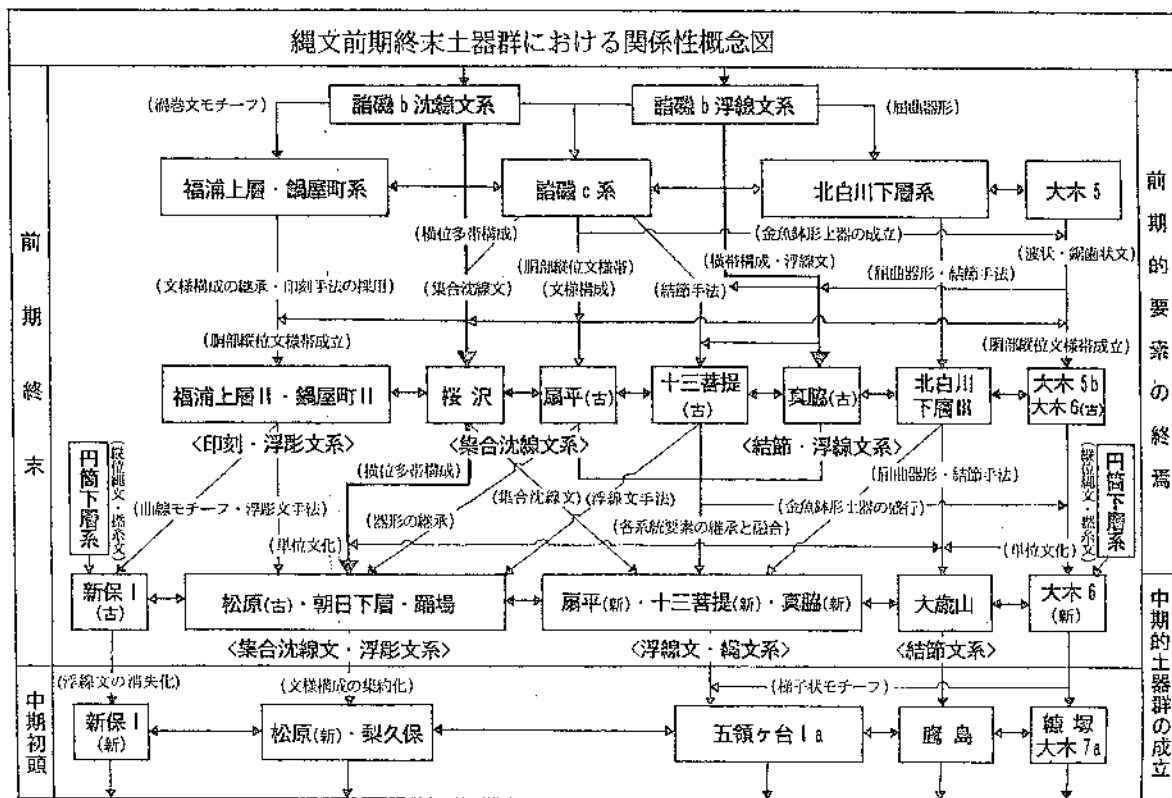 縄文前期終末土器群における関係性概念図
諸磯b沈線文系
諸磯b浮線文系
(渦巻文モチーフ)
(屈曲器形)
福浦上層・鍋屋町系
諸磯c系
北白川下層系
大木5
(横位多帯構成)
(金魚鉢形土器の成立)
(波状・鋸歯状文)
(胴部縦位文様帯)
(横帯構成・浮線文)
(屈曲器形・結節手法)
(文様構成の継承・印刻手法の採用)
(集合沈線文)
(文様構成)
(結節手法)
(胴部縦位文様帯成立)
(胴部縦位文様帯成立)
福浦上層II・鍋屋町II
桜沢
扇平(古)
十三菩提
(古)
真脇(古)
北白川
下層III
大木5b
大木6(古)
<印刻・浮彫文系>
<集合沈線文系>
<結節・浮線文系>
円筒下層系
(縦位縄文・撚糸文)
(横位多帯構成)
(屈曲器形・結節手法)
(縦位縄文・撚糸文)
円筒下層系
(曲線モチーフ・浮彫文手法)
(集合沈線文)
(浮線文手法)
(金魚鉢形土器の盛行)
(器形の継承)
(各系統要素の継承と融合)
(単位文化)
(単位文化)
新保I
(古)
松原(古)・朝日下層・踊場
扇平(新)・十三菩提(新)・真脇(新)
大歳山
大木6
(新)
<集合沈線文・浮彫文系>
<浮線文・縄文系>
<結節文系>
(浮線文の消失化)
(文様構成の集約化)
(梯子状モチーフ)
新保I
(新)
松原(新)・梨久保
五領ヶ台Ia
鷹島
糠塚
大木7a
前期終末
中期初頭
前期的要素の終焉
中期的土器群の成立